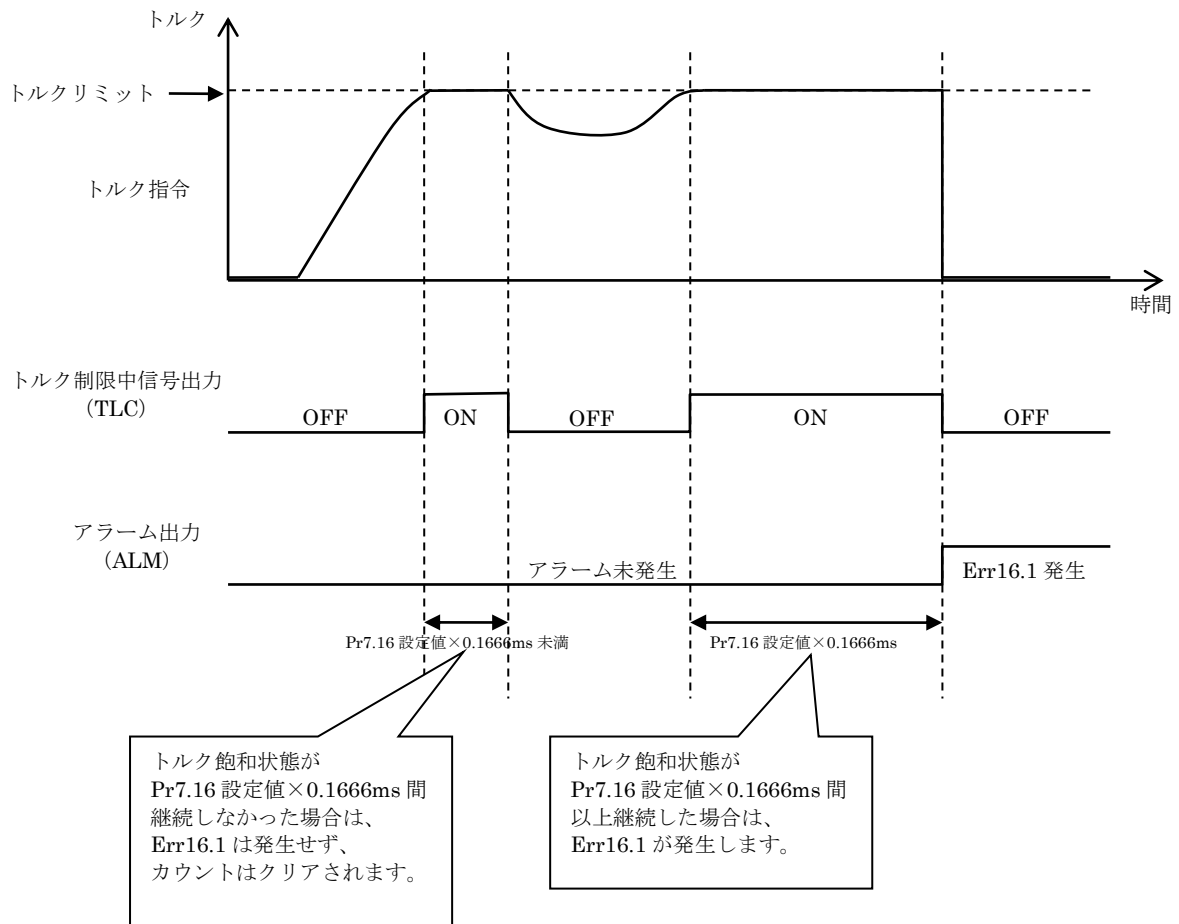 トルク
トルクリミット
トルク指令
時間
トルク制限中信号出力
（TLC）
OFF
ON
OFF
ON
OFF
アラーム出力
（ALM）
アラーム未発生
Err16.1 発生
Pr7.16 設定値×0.1666ms 未満
Pr7.16 設定値×0.1666ms
トルク飽和状態が
Pr7.16 設定値×0.1666ms 間
継続しなかった場合は、
Err16.1 は発生せず、
カウントはクリアされます。
トルク飽和状態が
Pr7.16 設定値×0.1666ms 間
以上継続した場合は、
Err16.1 が発生します。